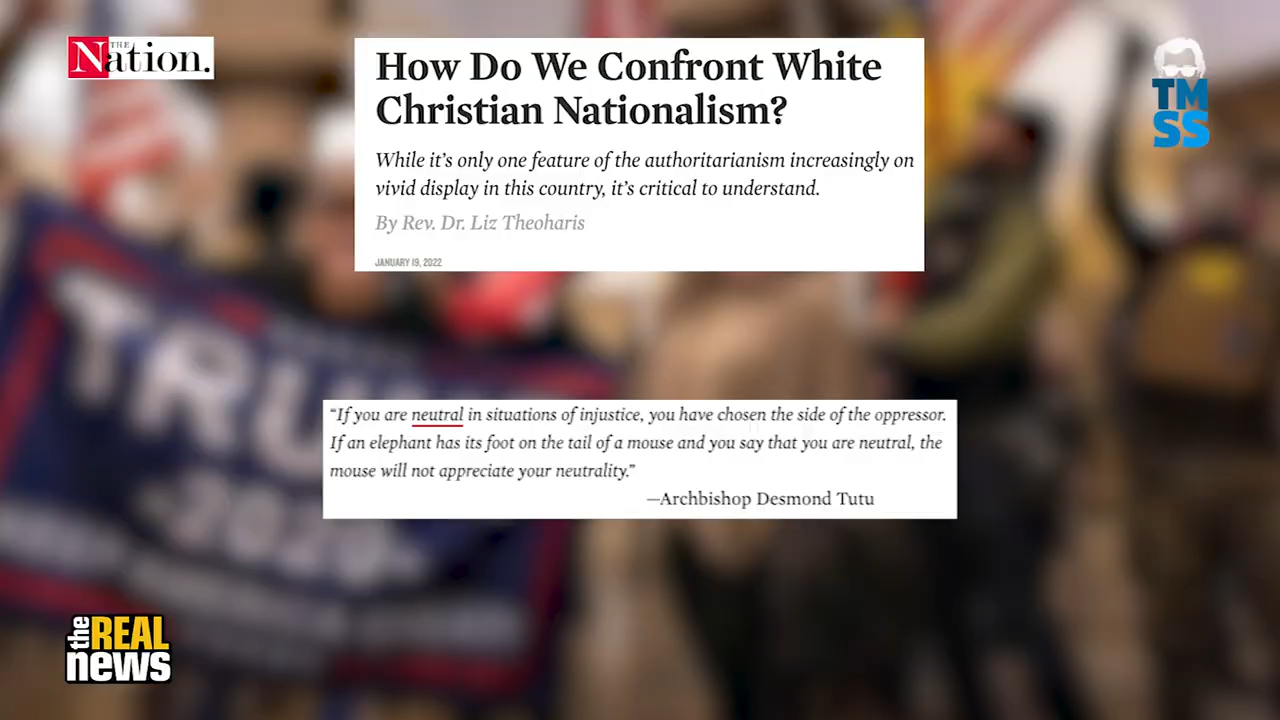 THE
Nation.
How Do We Confront White
Christian Nationalism?
While it's only one feature of the authoritarianism increasingly on
vivid display in this country, it's critical to understand.
By Rev. Dr. Liz Theoharis
JANUARY 19, 2022
TM
SS
"If you are neutral in situations of injustice, you have chosen the side of the oppressor.
If an elephant has its foot on the tail of a mouse and you say that you are neutral, the
mouse will not appreciate your neutrality."
—Archbishop Desmond Tutu
TRUMP
2020
the REAL
news